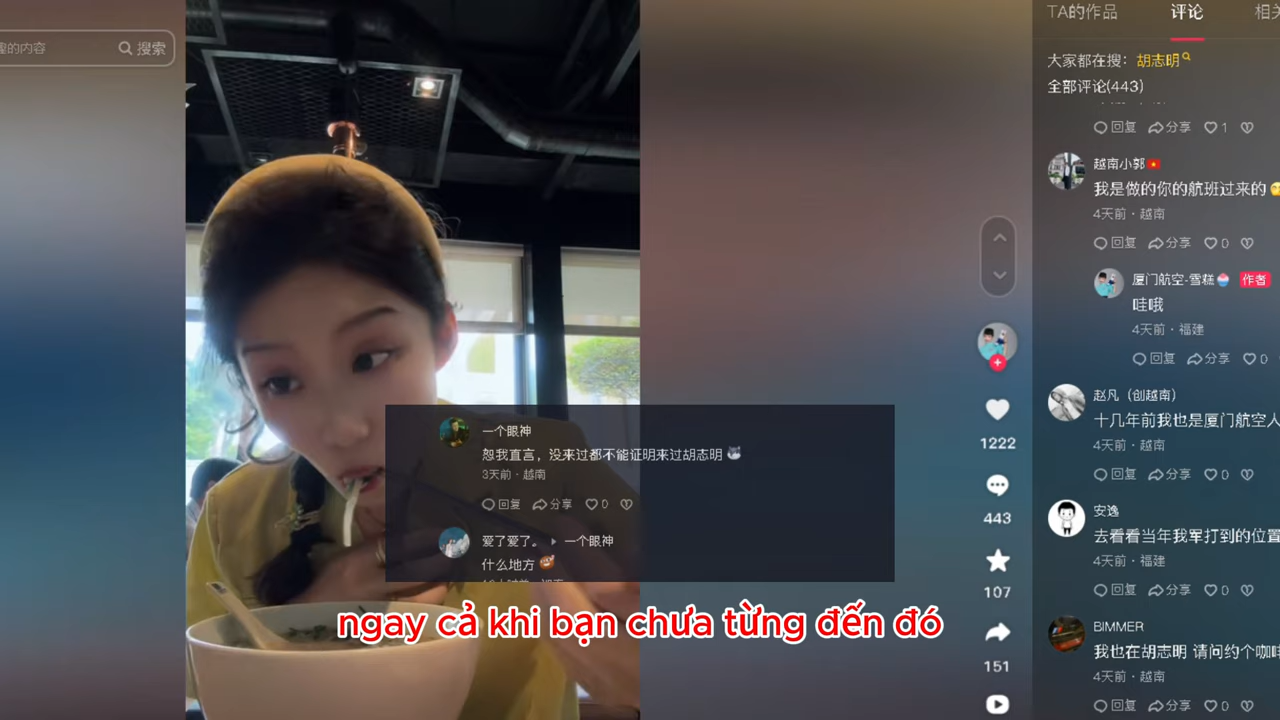 的内容
搜索
TA的作品
评论
相关
大家都在搜：胡志明
全部评论(443)
回复 分享 1
越南小郭
我是做的你的航班过来的
4天前·越南
回复 分享 0
厦门航空-雪糕 作者
哇哦
4天前·福建
回复 分享 0
赵凡（创越南）
十几年前我也是厦门航空人
4天前·越南
回复 分享 0
安逸
去看看当年我军打到的位置
4天前·福建
回复 分享 0
BIMMER
我也在胡志明 请问约个咖啡
4天前·越南
回复 分享 0
1222
443
107
151
一个眼神
恕我直言，没来过都不能证明来过胡志明
3天前·越南
回复 分享 0
爱了爱了。 一个眼神
什么地方
ngay cả khi bạn chưa từng đến đó